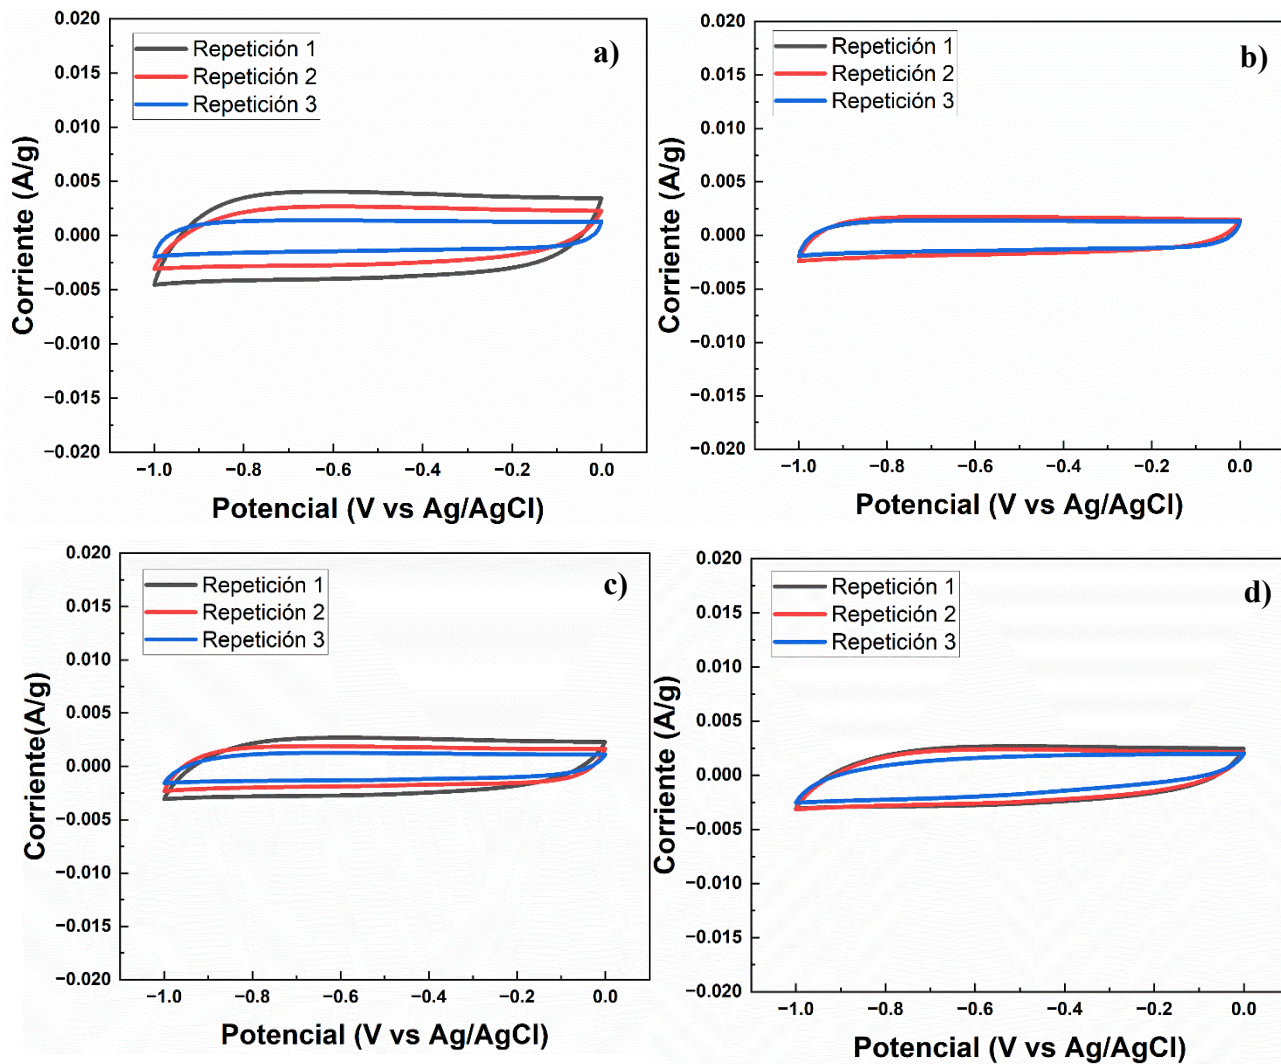 a)
Repetición 1
Repetición 2
Repetición 3
Corriente (A/g)
0.020
0.015
0.010
0.005
0.000
−0.005
−0.010
−0.015
−0.020
−1.0 −0.8 −0.6 −0.4 −0.2 0.0
Potencial (V vs Ag/AgCl)
b)
Repetición 1
Repetición 2
Repetición 3
Corriente (A/g)
0.020
0.015
0.010
0.005
0.000
−0.005
−0.010
−0.015
−0.020
−1.0 −0.8 −0.6 −0.4 −0.2 0.0
Potencial (V vs Ag/AgCl)
c)
Repetición 1
Repetición 2
Repetición 3
Corriente(A/g)
0.020
0.015
0.010
0.005
0.000
−0.005
−0.010
−0.015
−0.020
−1.0 −0.8 −0.6 −0.4 −0.2 0.0
Potencial (V vs Ag/AgCl)
d)
Repetición 1
Repetición 2
Repetición 3
Corriente (A/g)
0.020
0.015
0.010
0.005
0.000
−0.005
−0.010
−0.015
−0.020
−1.0 −0.8 −0.6 −0.4 −0.2 0.0
Potencial (V vs Ag/AgCl)